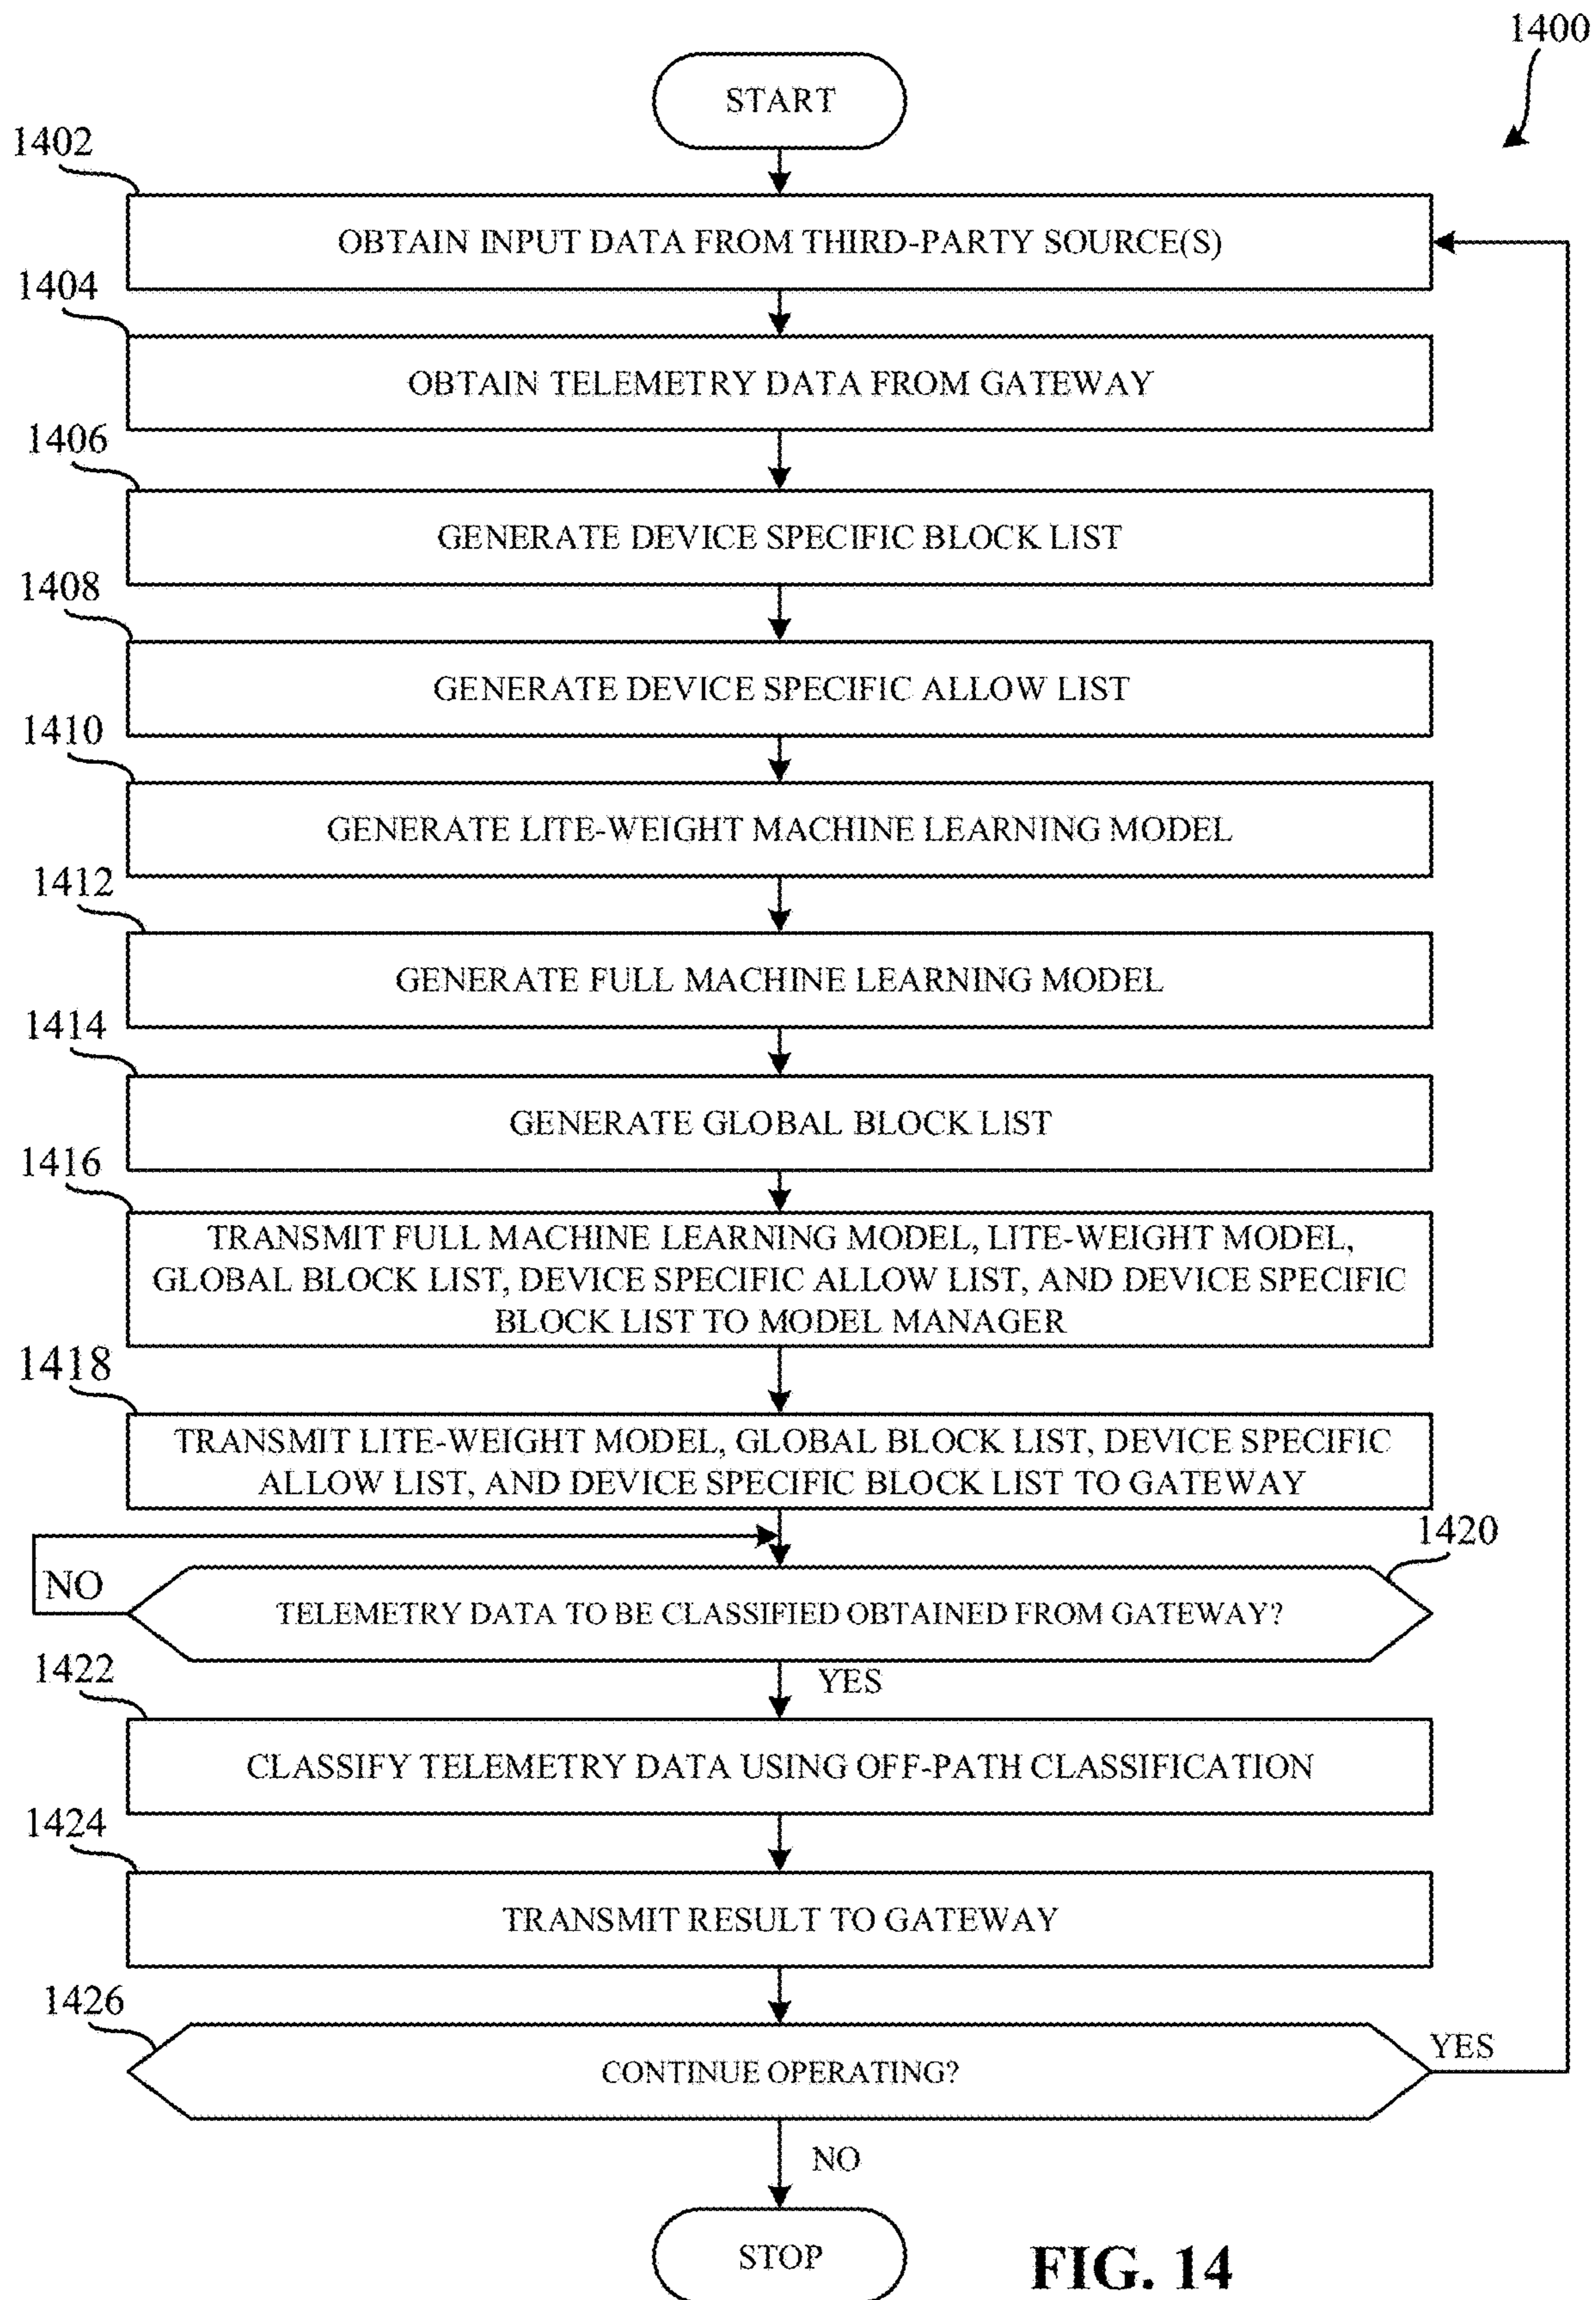 1400
START
1402
OBTAIN INPUT DATA FROM THIRD-PARTY SOURCE(S)
1404
OBTAIN TELEMETRY DATA FROM GATEWAY
1406
GENERATE DEVICE SPECIFIC BLOCK LIST
1408
GENERATE DEVICE SPECIFIC ALLOW LIST
1410
GENERATE LITE-WEIGHT MACHINE LEARNING MODEL
1412
GENERATE FULL MACHINE LEARNING MODEL
1414
GENERATE GLOBAL BLOCK LIST
1416
TRANSMIT FULL MACHINE LEARNING MODEL, LITE-WEIGHT MODEL,
GLOBAL BLOCK LIST, DEVICE SPECIFIC ALLOW LIST, AND DEVICE SPECIFIC
BLOCK LIST TO MODEL MANAGER
1418
TRANSMIT LITE-WEIGHT MODEL, GLOBAL BLOCK LIST, DEVICE SPECIFIC
ALLOW LIST, AND DEVICE SPECIFIC BLOCK LIST TO GATEWAY
1420
NO
TELEMETRY DATA TO BE CLASSIFIED OBTAINED FROM GATEWAY?
YES
1422
CLASSIFY TELEMETRY DATA USING OFF-PATH CLASSIFICATION
1424
TRANSMIT RESULT TO GATEWAY
1426
CONTINUE OPERATING?
YES
NO
STOP
FIG. 14